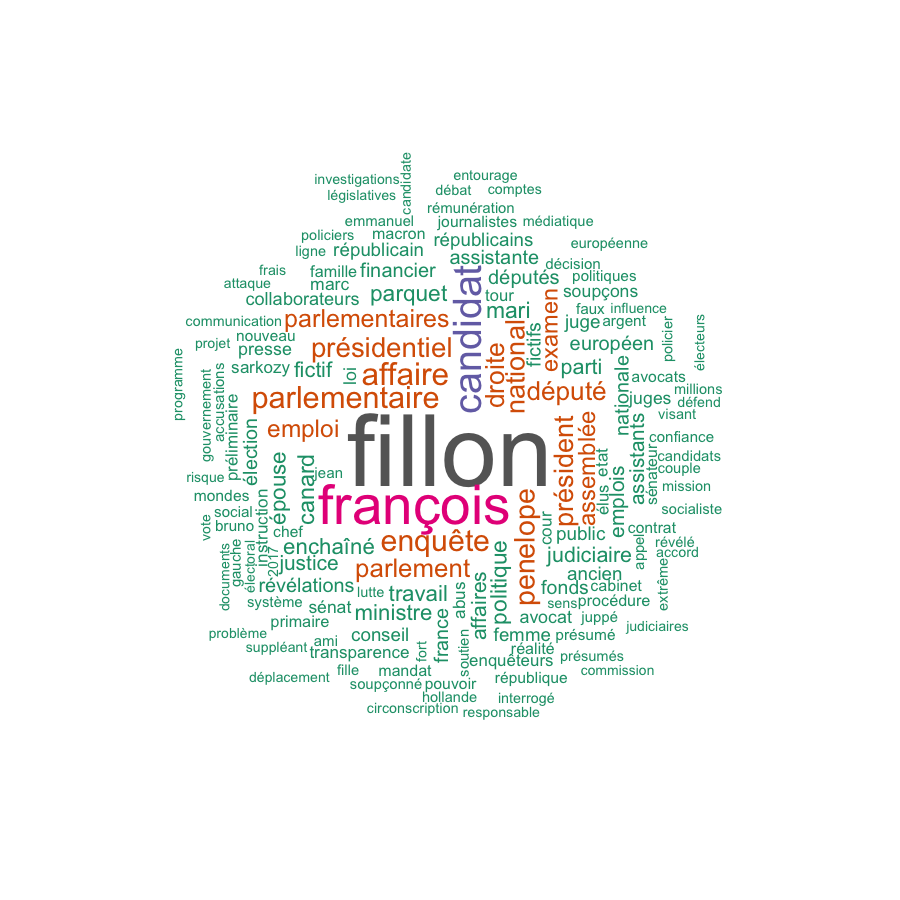 candidate
investigations
entourage
législatives
débat
comptes
rémunération
emmanuel
journalistes
médiatique
policiers
macron
républicains
européenne
ligne
républicain
assistante
décision
frais
famille
financier
candidat
députés
politiques
attaque
marc
parquet
tour
examen
soupçons
collaborateurs
mari
faux
influence
communication
parlementaires
national
fictifs
juge
argent
policier
électeurs
projet
nouveau
presse
présidentiel
droite
européen
programme
sarkozy
fictif
loi
affaire
parti
nationale
avocats
gouvernement
accusations
parlementaire
député
juges
millions
défend
visant
préliminaire
élection
emploi
fillon
président
assemblée
assistants
confiance
risque
épouse
canard
jean
élus
etat
emplois
sénateur
candidats
couple
mission
mondes
françois
penelope
socialiste
vote
social
bruno
instruction
chef
cour
public
contrat
appel
révélé
accord
documents
gauche
électoral
2017
enchaîné
enquête
judiciaire
extrême
justice
parlement
politique
ancien
révélations
lutte
travail
abus
affaires
fonds
cabinet
système
sénat
ministre
france
sens
procédure
primaire
avocat
juppé
judiciaires
problème
ami
conseil
femme
présumé
suppléant
transparence
fort
soutien
réalité
enquêteurs
présumés
déplacement
fille
mandat
république
commission
soupçonné
pouvoir
hollande
interrogé
circonscription
responsable